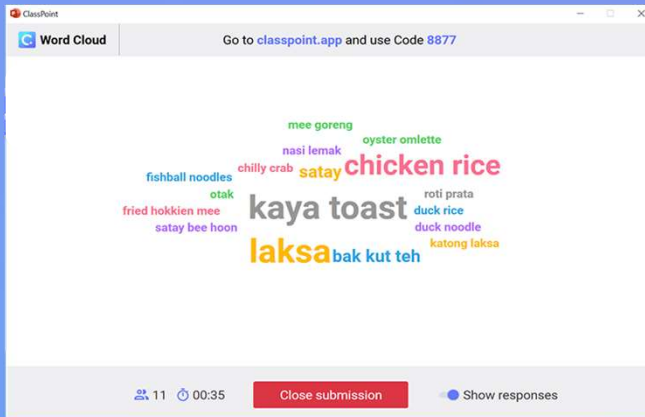 ClassPoint
Word Cloud
Go to classpoint.app and use Code 8877
mee goreng
oyster omlette
nasi lemak
chilly crab
satay
chicken rice
fishball noodles
otak
kaya toast
roti prata
fried hokkien mee
duck rice
satay bee hoon
duck noodle
laksa
bak kut teh
katong laksa
11
00:35
Close submission
Show responses